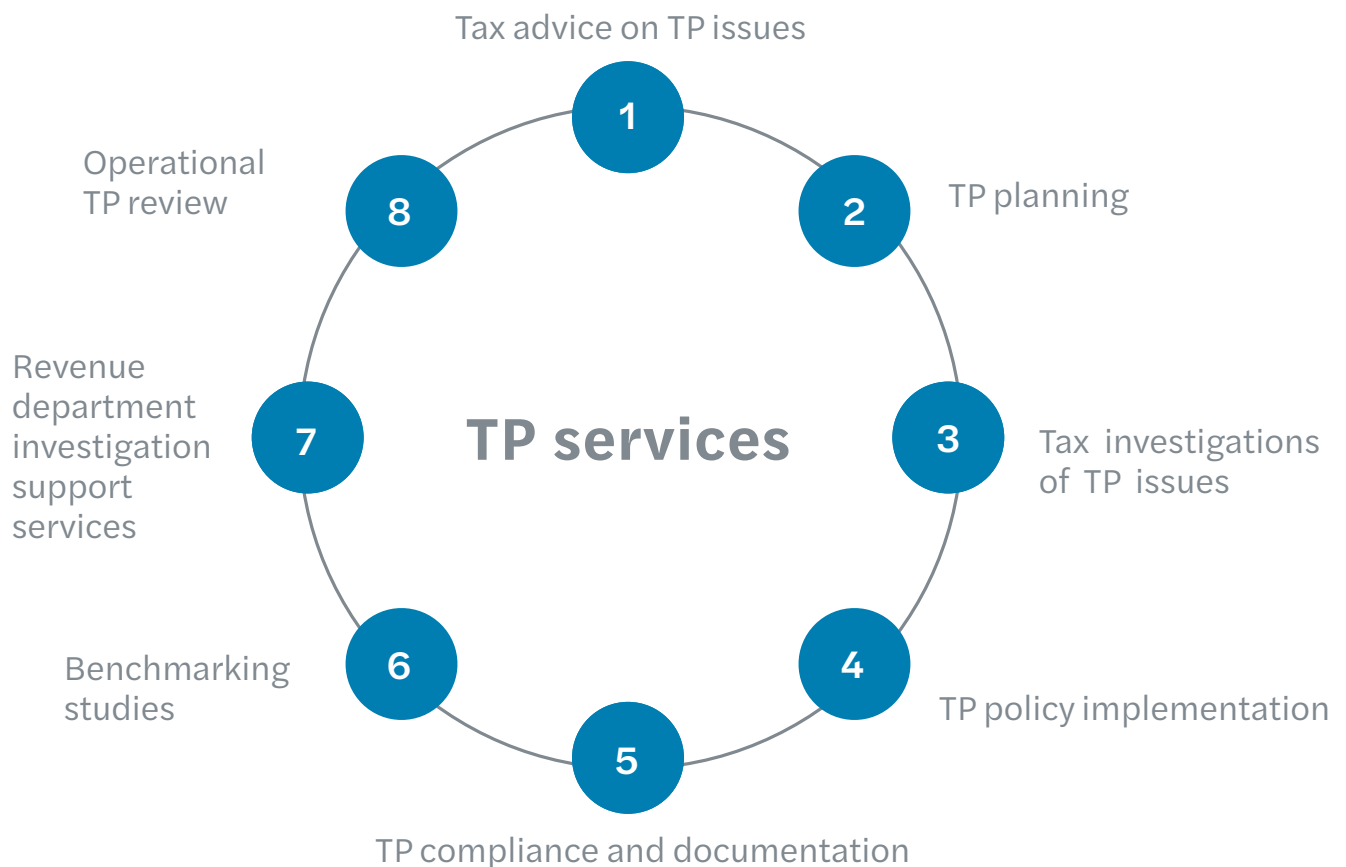 Tax advice on TP issues
1
2
TP planning
3
Tax investigations
of TP issues
4
TP policy implementation
5
TP compliance and documentation
6
Benchmarking
studies
7
Revenue
department
investigation
support
services
8
Operational
TP review
TP services